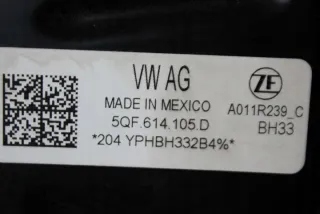 VW AG
ZF
MADE IN MEXICO
A011R239_C
5QF.614.105.D
BH33
*204 YPHBH332B4%*